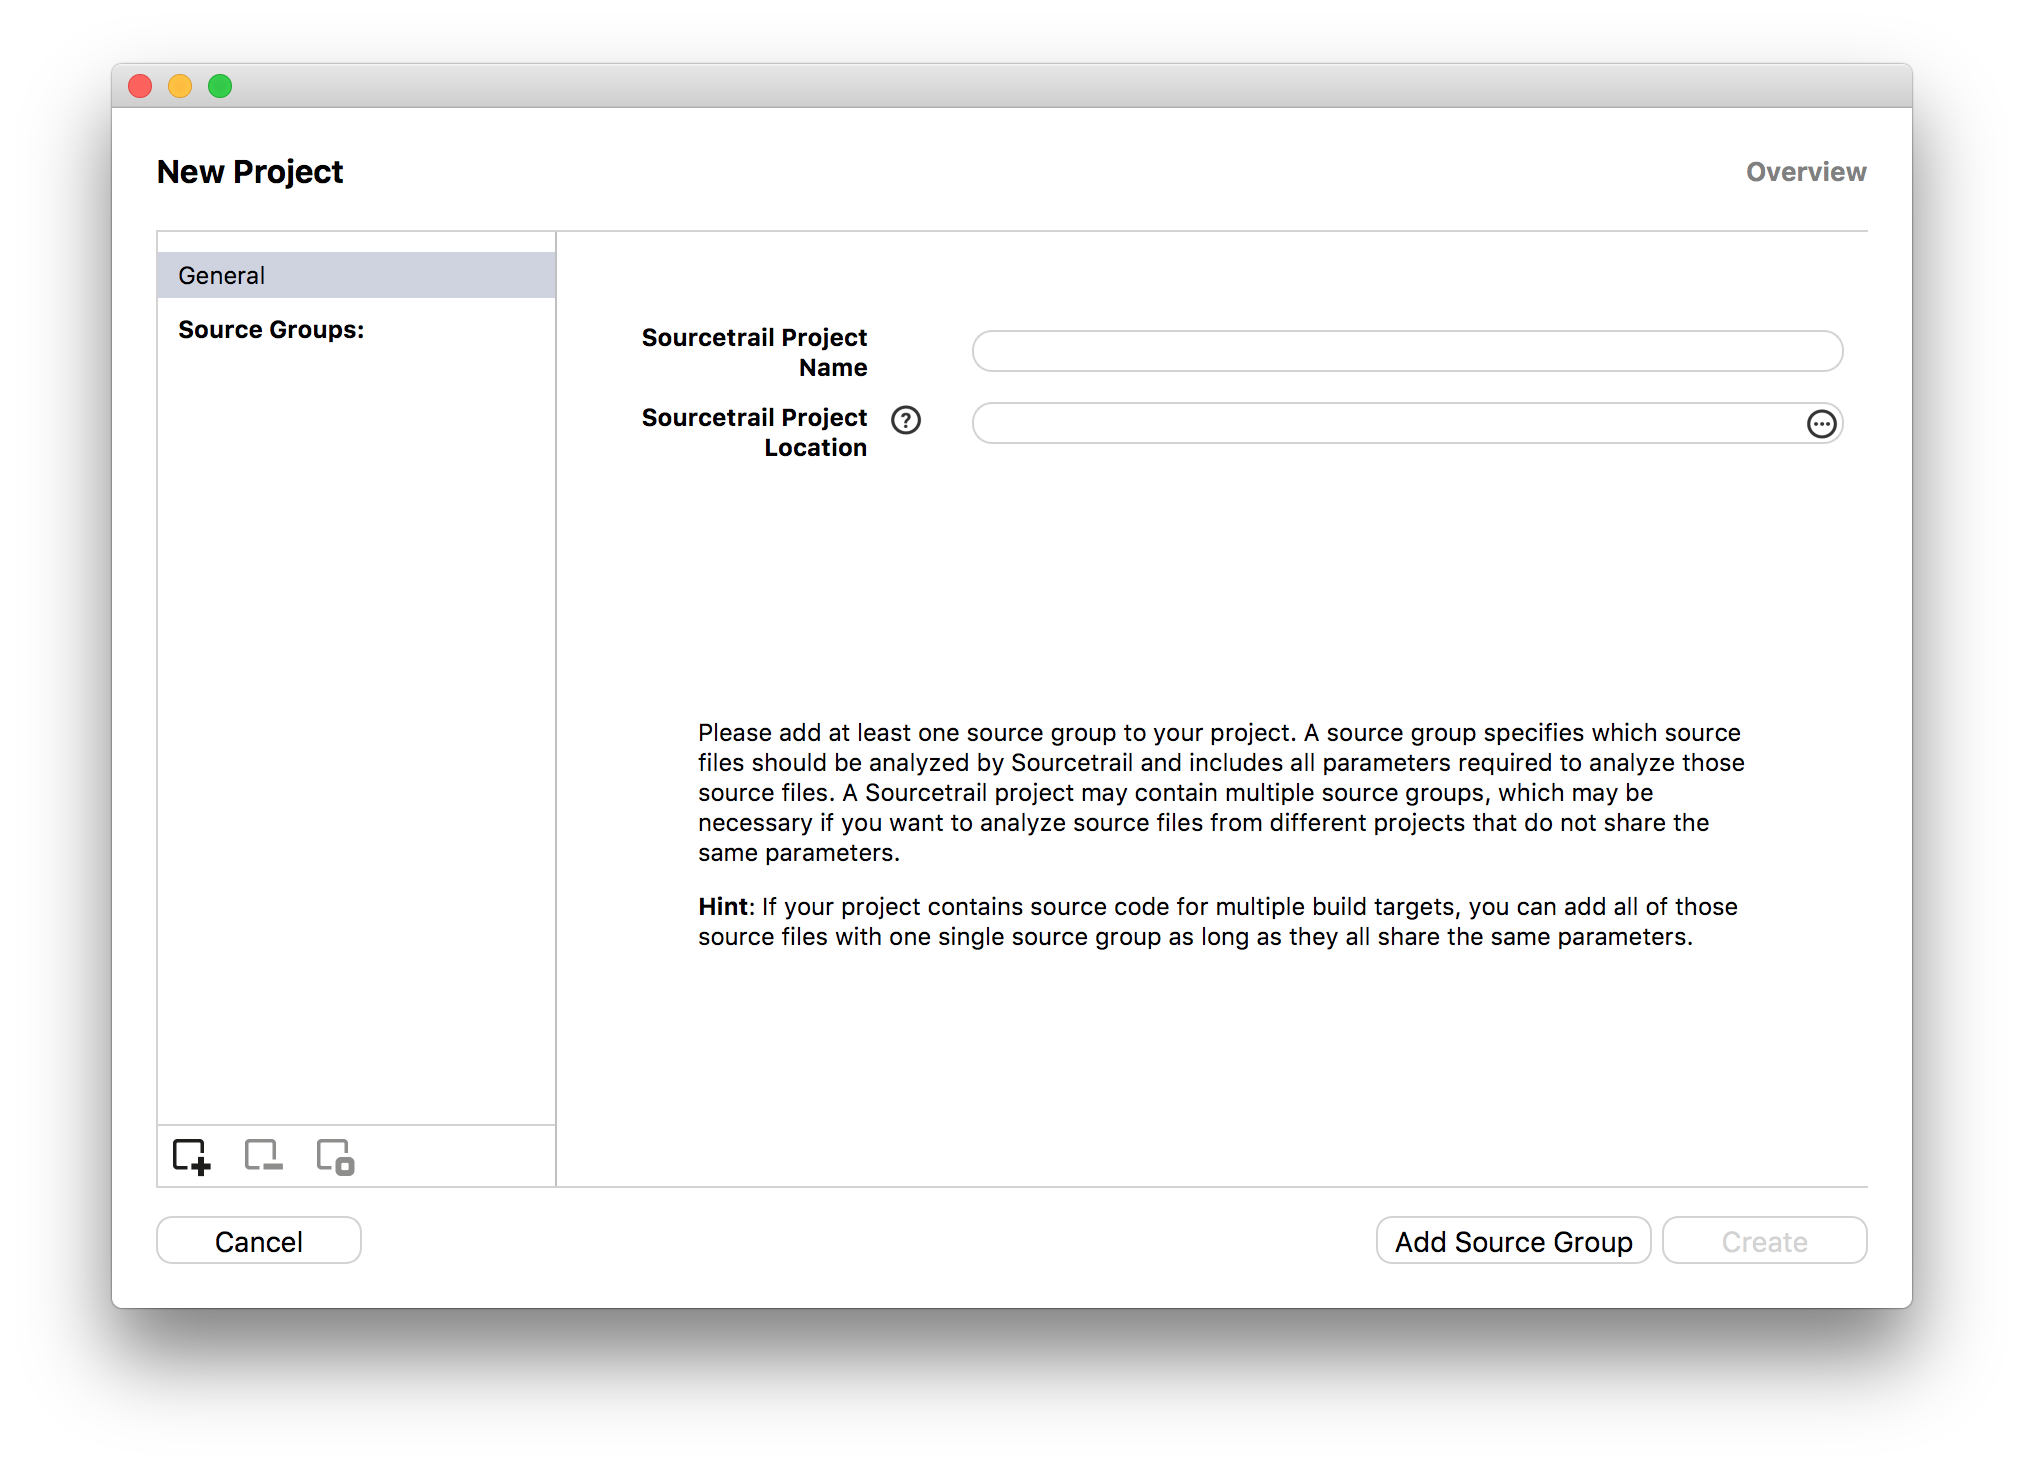 New Project
Overview
General
Source Groups:
Sourcetrail Project
Name
Sourcetrail Project
Location
?
Please add at least one source group to your project. A source group specifies which source
files should be analyzed by Sourcetrail and includes all parameters required to analyze those
source files. A Sourcetrail project may contain multiple source groups, which may be
necessary if you want to analyze source files from different projects that do not share the
same parameters.
Hint: If your project contains source code for multiple build targets, you can add all of those
source files with one single source group as long as they all share the same parameters.
Cancel
Add Source Group
Create